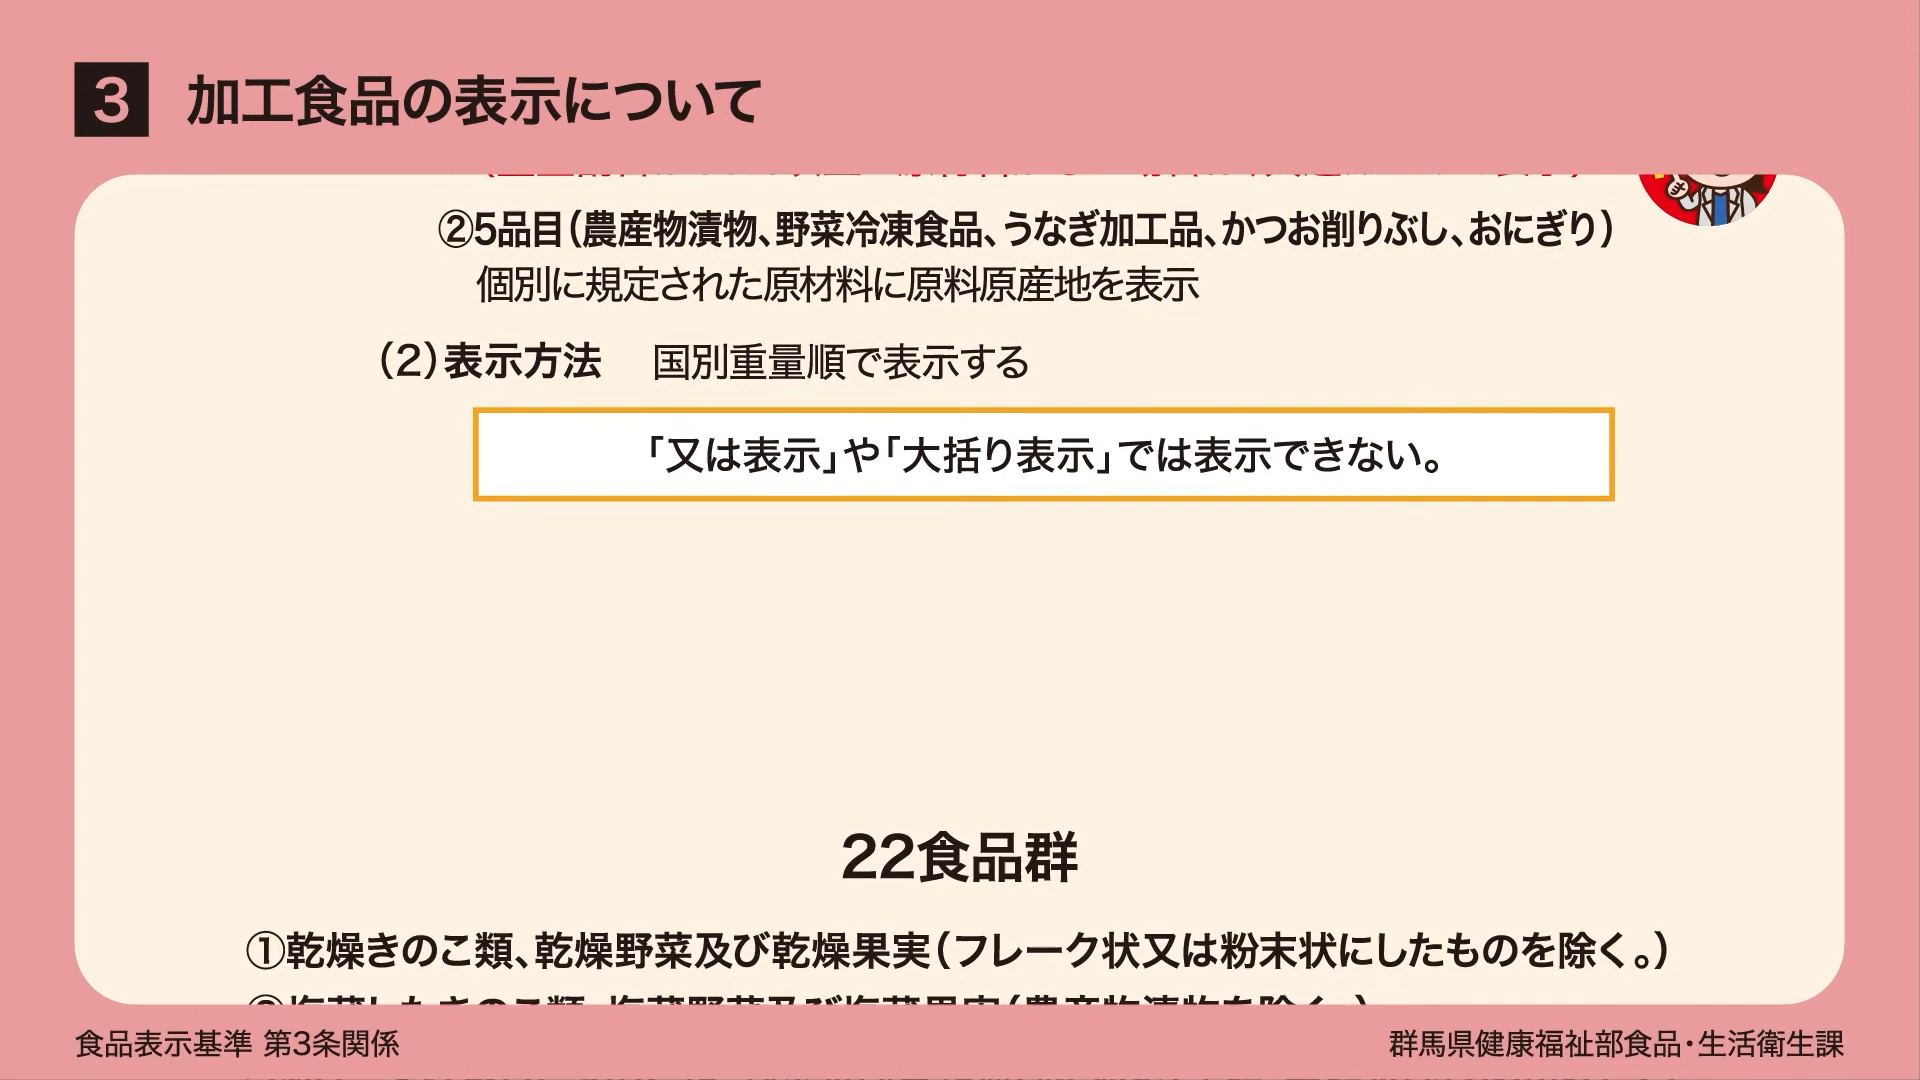 3 加工食品の表示について
②5品目(農産物漬物、野菜冷凍食品、うなぎ加工品、かつお削りぶし、おにぎり)
個別に規定された原材料に原料原産地を表示
(2)表示方法 国別重量順で表示する
「又は表示」や「大括り表示」では表示できない。
22食品群
①乾燥きのこ類、乾燥野菜及び乾燥果実(フレーク状又は粉末状にしたものを除く。)
食品表示基準 第3条関係
群馬県健康福祉部食品・生活衛生課